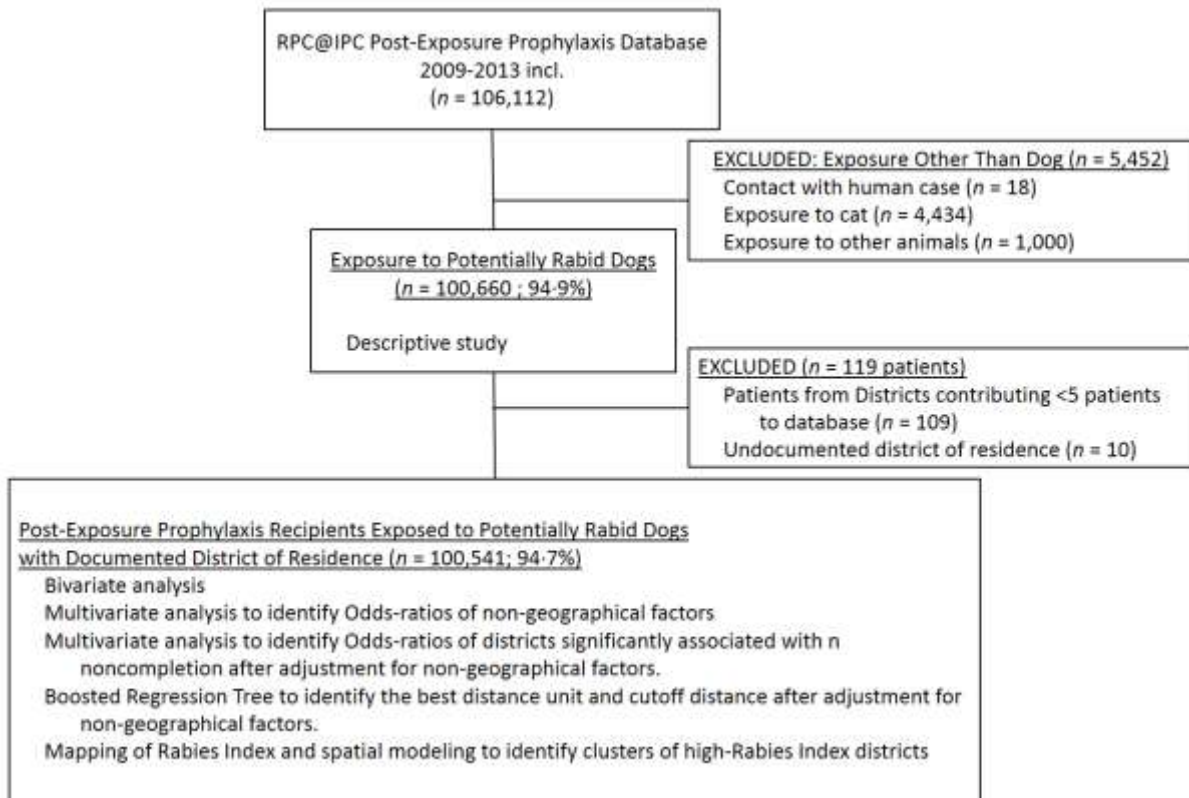 RPC@IPC Post-Exposure Prophylaxis Database
2009-2013 incl.
(n = 106,112)
EXCLUDED: Exposure Other Than Dog (n = 5,452)
Contact with human case (n = 18)
Exposure to cat (n = 4,434)
Exposure to other animals (n = 1,000)
Exposure to Potentially Rabid Dogs
(n = 100,660 ; 94·9%)
Descriptive study
EXCLUDED (n = 119 patients)
Patients from Districts contributing <5 patients
to database (n = 109)
Undocumented district of residence (n = 10)
Post-Exposure Prophylaxis Recipients Exposed to Potentially Rabid Dogs
with Documented District of Residence (n = 100,541; 94·7%)
Bivariate analysis
Multivariate analysis to identify Odds-ratios of non-geographical factors
Multivariate analysis to identify Odds-ratios of districts significantly associated with n
noncompletion after adjustment for non-geographical factors.
Boosted Regression Tree to identify the best distance unit and cutoff distance after adjustment for
non-geographical factors.
Mapping of Rabies Index and spatial modeling to identify clusters of high-Rabies Index districts